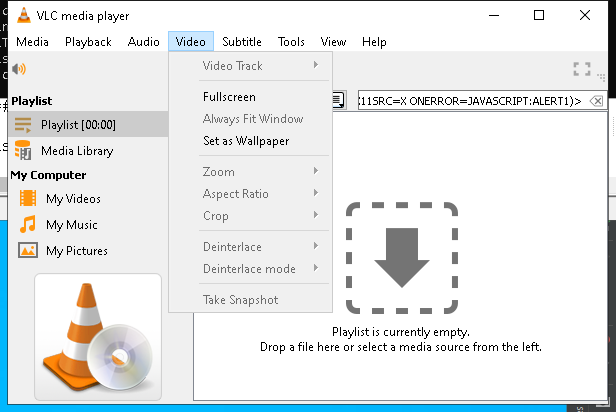 VLC media player
Media Playback Audio Video Subtitle Tools View Help
Video Track
Fullscreen
Always Fit Window
Set as Wallpaper
Zoom
Aspect Ratio
Crop
Deinterlace
Deinterlace mode
Take Snapshot
11SRC=X ONERROR=JAVASCRIPT:ALERT1)>
Playlist
Playlist [00:00]
Media Library
My Computer
My Videos
My Music
My Pictures
Playlist is currently empty.
Drop a file here or select a media source from the left.